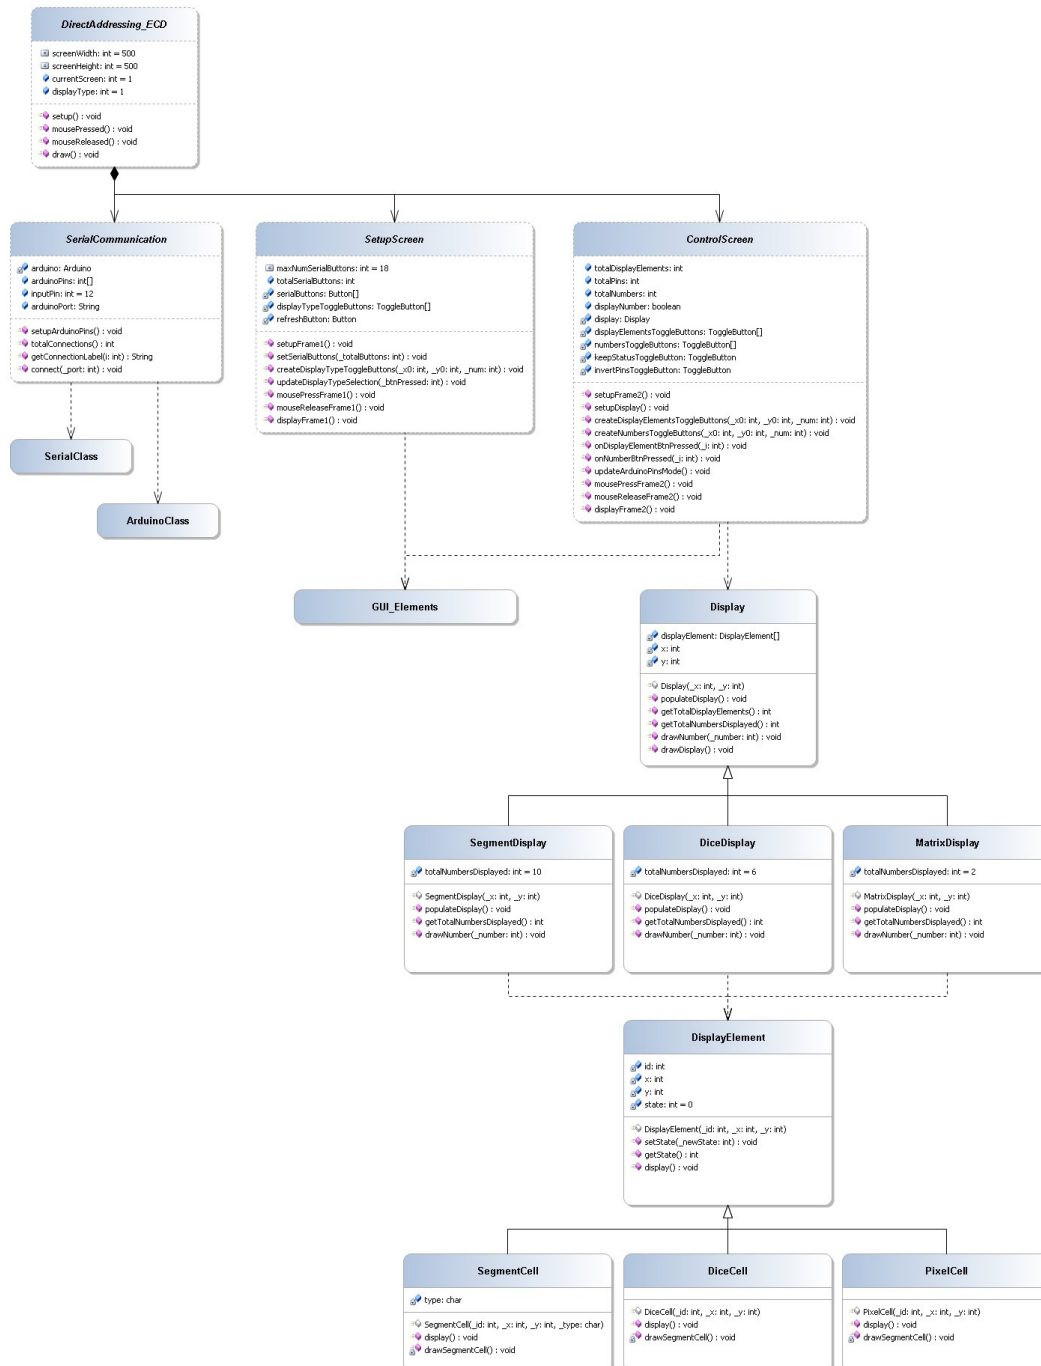 DirectAddressing_ECD
screenWidth: int = 500
screenHeight: int = 500
currentScreen: int = 1
displayType: int = 1
setup() : void
mousePressed() : void
mouseReleased() : void
draw() : void
SerialCommunication
arduino: Arduino
arduinoPins: int[]
inputPin: int = 12
arduinoPort: String
setupArduinoPins() : void
totalConnections() : int
getConnectionLabel(i: int) : String
connect(_port: int) : void
SetupScreen
maxNumSerialButtons: int = 18
totalSerialButtons: int
serialButtons: Button[]
displayTypeToggleButtons: ToggleButton[]
refreshButton: Button
setupFrame1() : void
setSerialButtons(_totalButtons: int) : void
createDisplayTypeToggleButtons(_x0: int, _y0: int, _num: int) : void
updateDisplayTypeSelection(_btnPressed: int) : void
mousePressFrame1() : void
mouseReleaseFrame1() : void
displayFrame1() : void
ControlScreen
totalDisplayElements: int
totalPins: int
totalNumbers: int
displayNumber: boolean
display: Display
displayElementsToggleButtons: ToggleButton[]
numbersToggleButtons: ToggleButton[]
keepStatusToggleButton: ToggleButton
invertPinsToggleButton: ToggleButton
setupFrame2() : void
setupDisplay() : void
createDisplayElementsToggleButtons(_x0: int, _y0: int, _num: int) : void
createNumbersToggleButtons(_x0: int, _y0: int, _num: int) : void
onDisplayElementBtnPressed(_i: int) : void
onNumberBtnPressed(_i: int) : void
updateArduinoPinsMode() : void
mousePressFrame2() : void
mouseReleaseFrame2() : void
displayFrame2() : void
SerialClass
ArduinoClass
GUI_Elements
Display
displayElement: DisplayElement[]
x: int
y: int
Display(_x: int, _y: int)
populateDisplay() : void
getTotalDisplayElements() : int
getTotalNumbersDisplayed() : int
drawNumber(_number: int) : void
drawDisplay() : void
SegmentDisplay
totalNumbersDisplayed: int = 10
SegmentDisplay(_x: int, _y: int)
populateDisplay() : void
getTotalNumbersDisplayed() : int
drawNumber(_number: int) : void
DiceDisplay
totalNumbersDisplayed: int = 6
DiceDisplay(_x: int, _y: int)
populateDisplay() : void
getTotalNumbersDisplayed() : int
drawNumber(_number: int) : void
MatrixDisplay
totalNumbersDisplayed: int = 2
MatrixDisplay(_x: int, _y: int)
populateDisplay() : void
getTotalNumbersDisplayed() : int
drawNumber(_number: int) : void
DisplayElement
id: int
x: int
y: int
state: int = 0
DisplayElement(_id: int, _x: int, _y: int)
setState(_newState: int) : void
getState() : int
display() : void
SegmentCell
type: char
SegmentCell(_id: int, _x: int, _y: int, _type: char)
display() : void
drawSegmentCell() : void
DiceCell
DiceCell(_id: int, _x: int, _y: int)
display() : void
drawSegmentCell() : void
PixelCell
PixelCell(_id: int, _x: int, _y: int)
display() : void
drawSegmentCell() : void